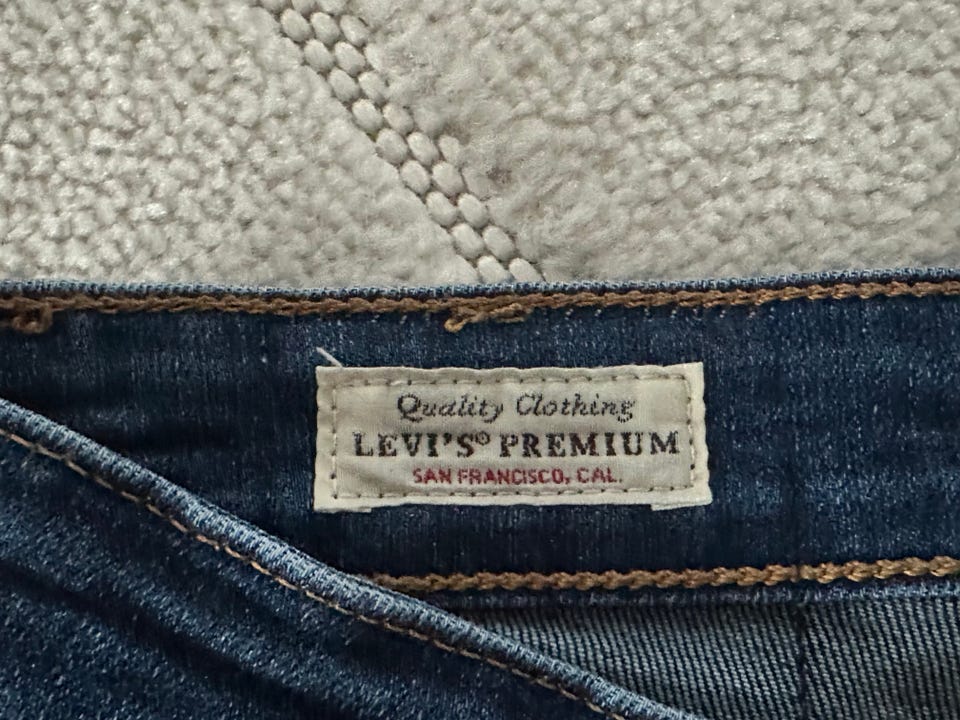 Quality Clothing
LEVI'S® PREMIUM
SAN FRANCISCO, CAL.